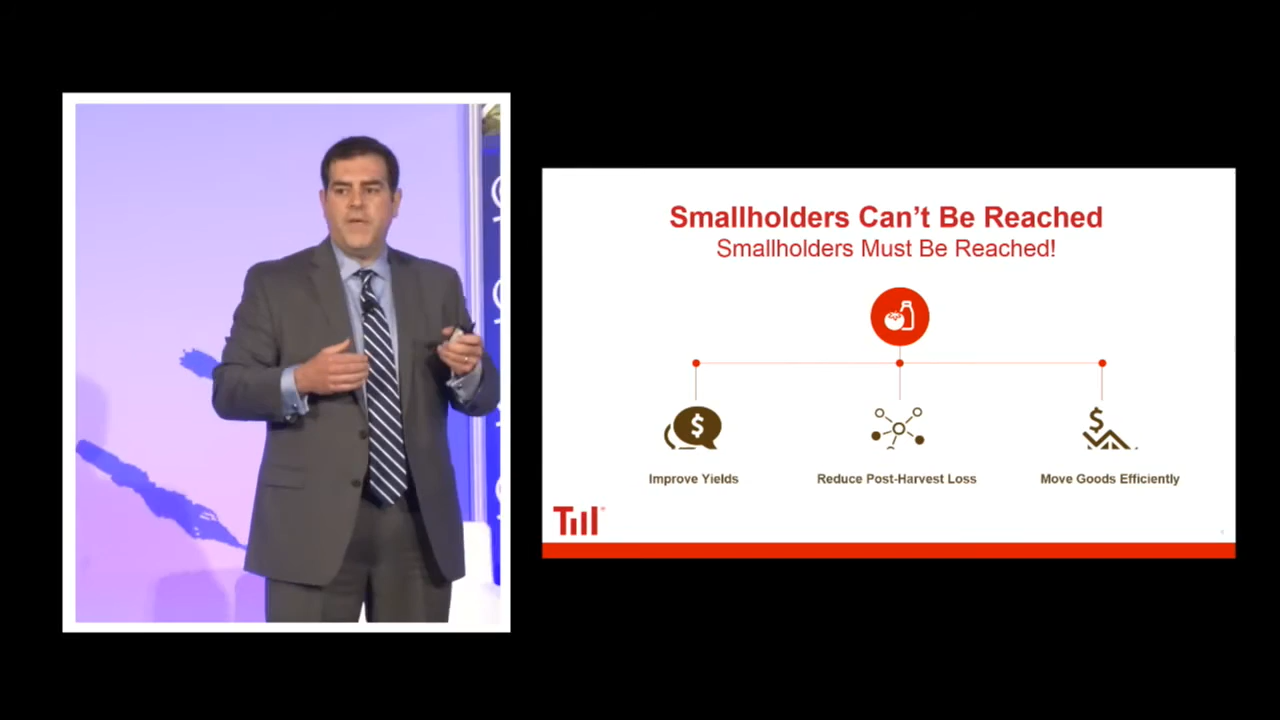 Smallholders Can't Be Reached
Smallholders Must Be Reached!
$
$
Improve Yields
Reduce Post-Harvest Loss
Move Goods Efficiently
Till®